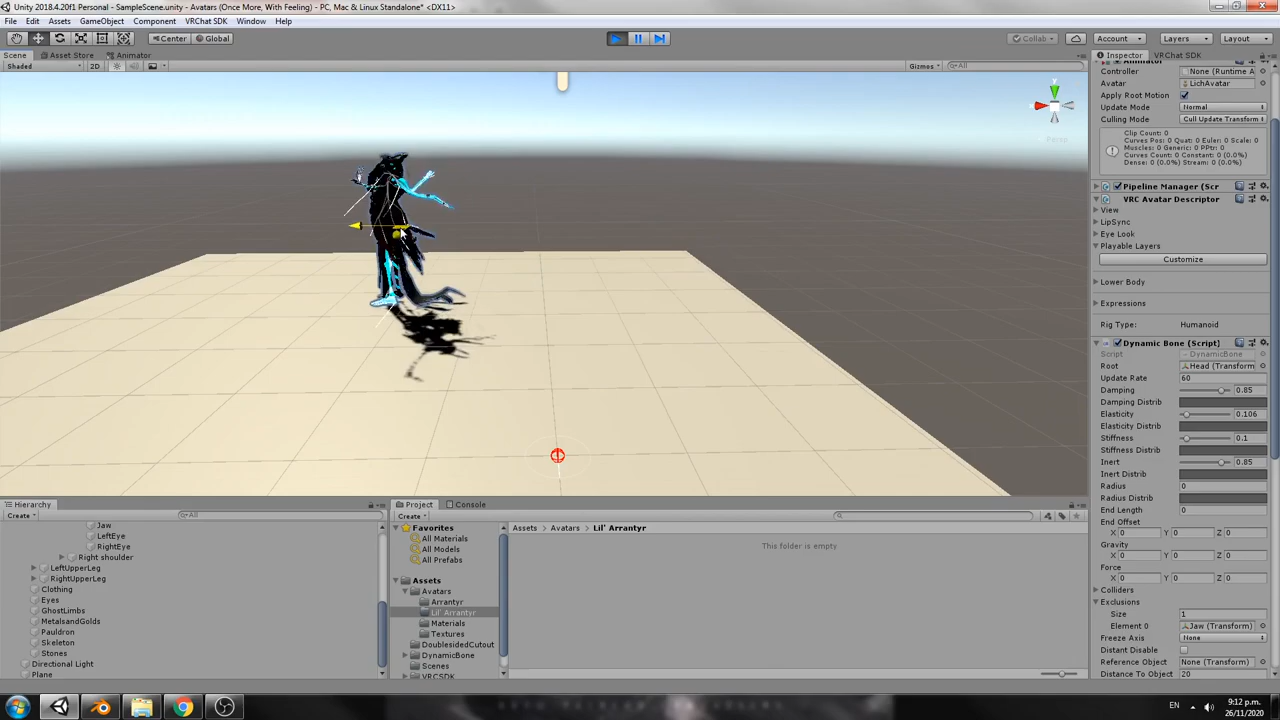 Unity 2018.4.20f1 Personal - SampleScene.unity - Avatars (Once More, With Feeling) - PC, Mac & Linux Standalone* <DX11>
File Edit Assets GameObject Component VRChat SDK Window Help
Center Global Collab Account Layers Layout
Scene Asset Store Animator
Shaded 2D Gizmos All
Persp
Inspector VRChat SDK
Animator
Controller None (Runtime A
Avatar LichAvatar
Apply Root Motion
Update Mode Normal
Culling Mode Cull Update Transform
Clip Count: 0
Curves Pos: 0 Quat: 0 Euler: 0 Scale: 0
Muscles: 0 Generic: 0 PPtr: 0
Curves Count: 0 Constant: 0 (0.0%)
Dense: 0 (0.0%) Stream: 0 (0.0%)
Pipeline Manager (Scr
VRC Avatar Descriptor
View
LipSync
Eye Look
Playable Layers
Customize
Lower Body
Expressions
Rig Type: Humanoid
Dynamic Bone (Script)
Script DynamicBone
Root Head (Transform
Update Rate 60
Damping 0.85
Damping Distrib
Elasticity 0.106
Elasticity Distrib
Stiffness 0.1
Stiffness Distrib
Inert 0.85
Inert Distrib
Radius 0
Radius Distrib
End Length 0
End Offset
X 0 Y 0 Z 0
Gravity
X 0 Y 0 Z 0
Force
X 0 Y 0 Z 0
Colliders
Exclusions
Size 1
Element 0 Jaw (Transform)
Freeze Axis None
Distant Disable
Reference Object None (Transform)
Distance To Object 20
Hierarchy
Create All
Jaw
LeftEye
RightEye
Right shoulder
LeftUpperLeg
RightUpperLeg
Clothing
Eyes
GhostLimbs
MetalsandGolds
Pauldron
Skeleton
Stones
Directional Light
Plane
Project Console
Create
Favorites
All Materials
All Models
All Prefabs
Assets
Avatars
Arrantyr
Lil' Arrantyr
Materials
Textures
DoublesidedCutout
DynamicBone
Scenes
VRCSDK
Assets Avatars Lil' Arrantyr
This folder is empty
EN 9:12 p.m.
26/11/2020